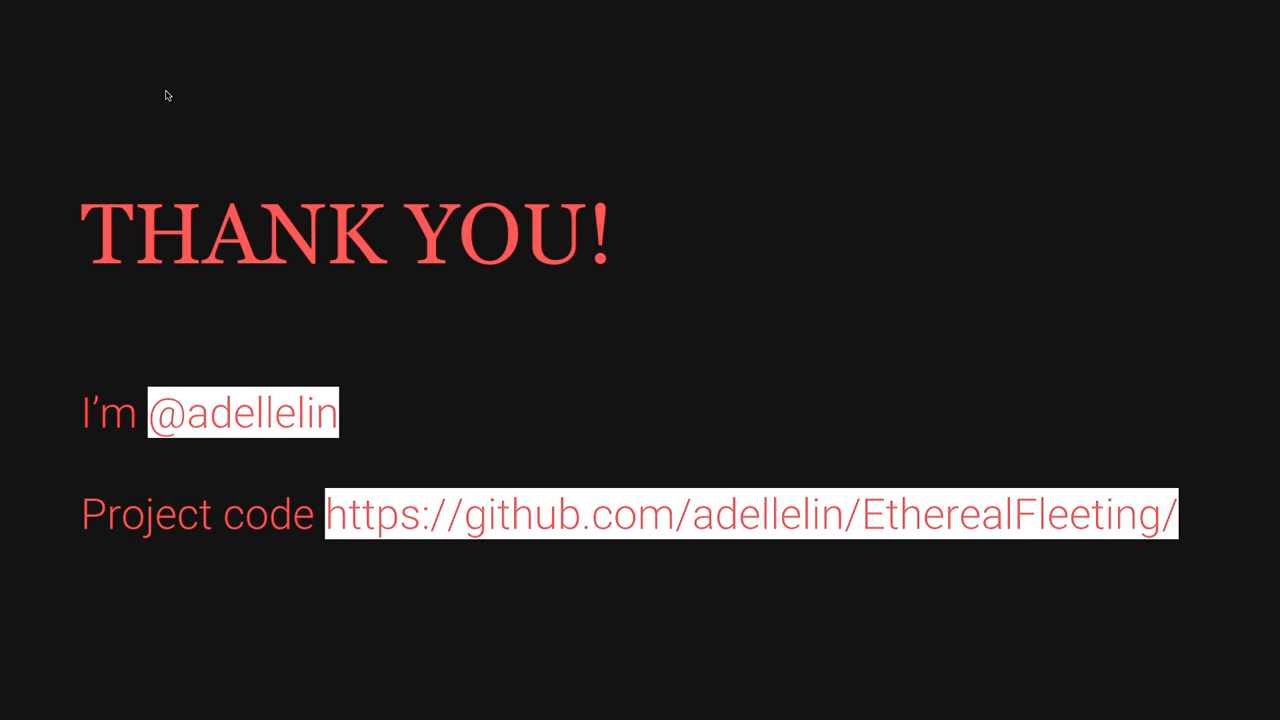 THANK YOU!
I’m @adellelin
Project code https://github.com/adellelin/EtherealFleeting/